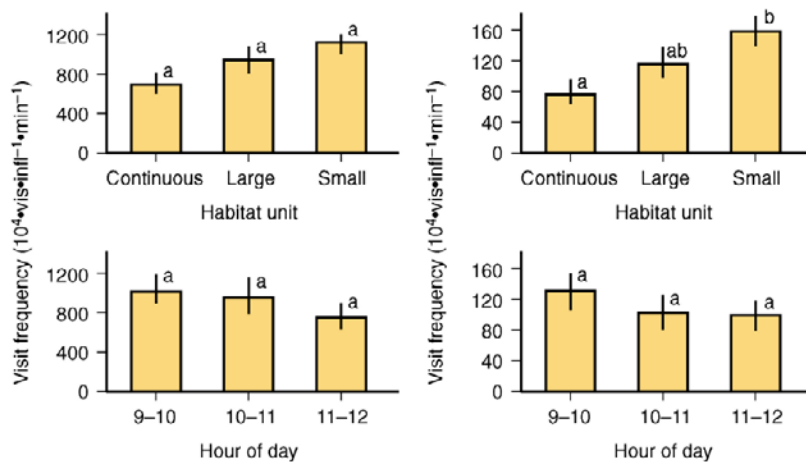 Visit frequency (10⁴•vis•infl⁻¹•min⁻¹)
1200
800
400
0
a
a
a
Continuous Large Small
Habitat unit
Visit frequency (10⁴•vis•infl⁻¹•min⁻¹)
160
120
80
40
0
a
ab
b
Continuous Large Small
Habitat unit
1200
800
400
0
a
a
a
9–10 10–11 11–12
Hour of day
160
120
80
40
0
a
a
a
9–10 10–11 11–12
Hour of day